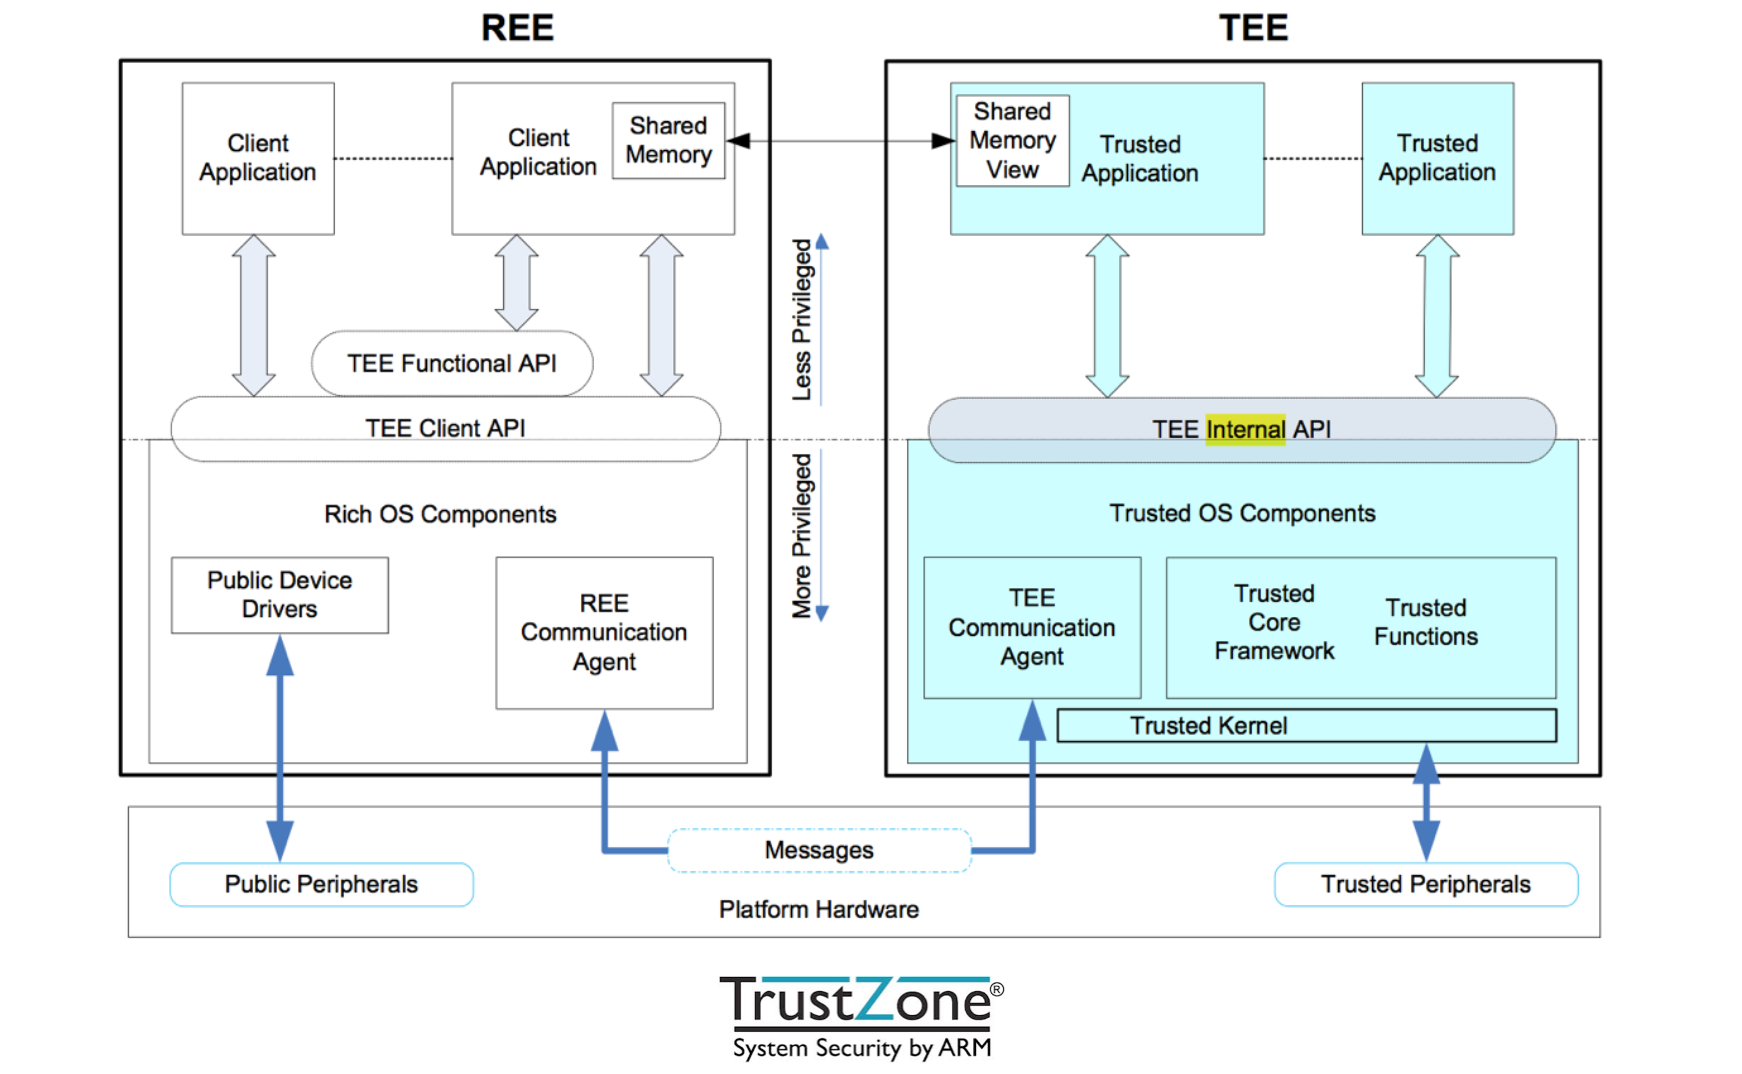 REE
TEE
Client
Application
Client
Application
Shared
Memory
Shared
Memory
View
Trusted
Application
Trusted
Application
Less Privileged
TEE Functional API
TEE Client API
TEE Internal API
More Privileged
Rich OS Components
Trusted OS Components
Public Device
Drivers
REE
Communication
Agent
TEE
Communication
Agent
Trusted
Core
Framework
Trusted
Functions
Trusted Kernel
Messages
Public Peripherals
Trusted Peripherals
Platform Hardware
TrustZone®
System Security by ARM